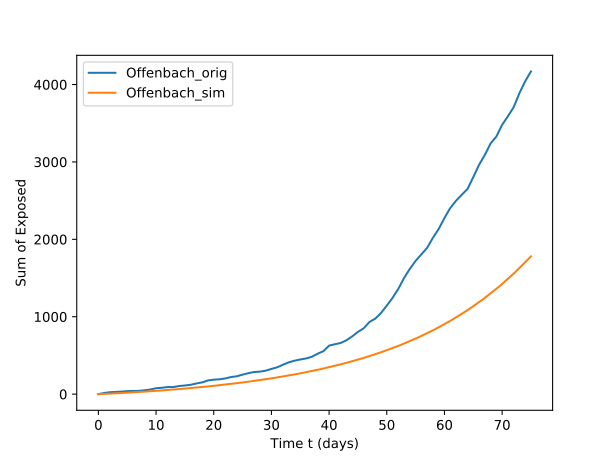 Offenbach_orig
Offenbach_sim
4000
3000
2000
1000
0
Sum of Exposed
0 10 20 30 40 50 60 70
Time t (days)